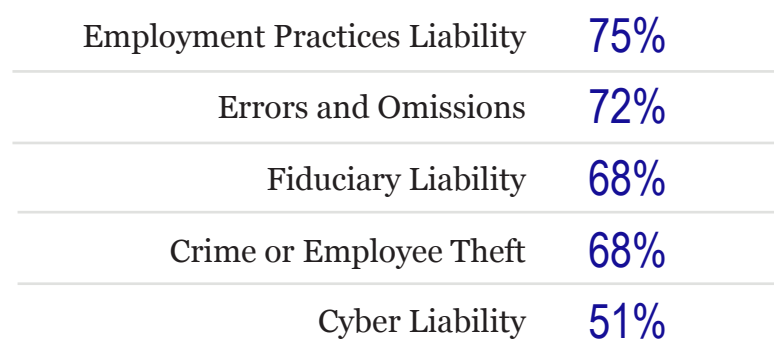 Employment Practices Liability 75%
Errors and Omissions 72%
Fiduciary Liability 68%
Crime or Employee Theft 68%
Cyber Liability 51%